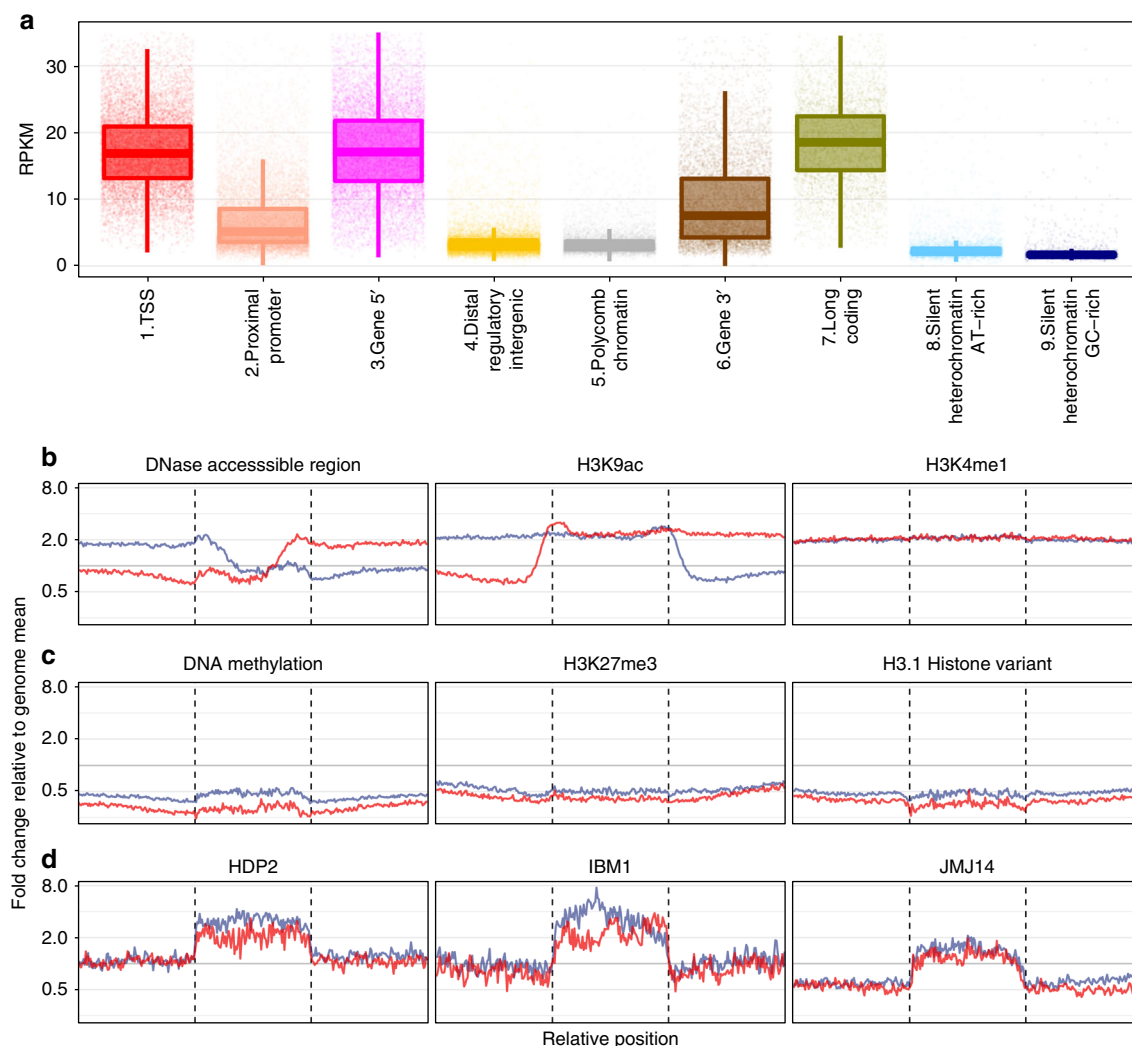 a
RPKM
30
20
10
0
1.TSS
2.Proximal
promoter
3.Gene 5′
4.Distal
regulatory
intergenic
5.Polycomb
chromatin
6.Gene 3′
7.Long
coding
8.Silent
heterochromatin
AT−rich
9.Silent
heterochromatin
GC−rich
Fold change relative to genome mean
b
DNase accesssible region
H3K9ac
H3K4me1
8.0
2.0
0.5
c
DNA methylation
H3K27me3
H3.1 Histone variant
8.0
2.0
0.5
d
HDP2
IBM1
JMJ14
8.0
2.0
0.5
Relative position